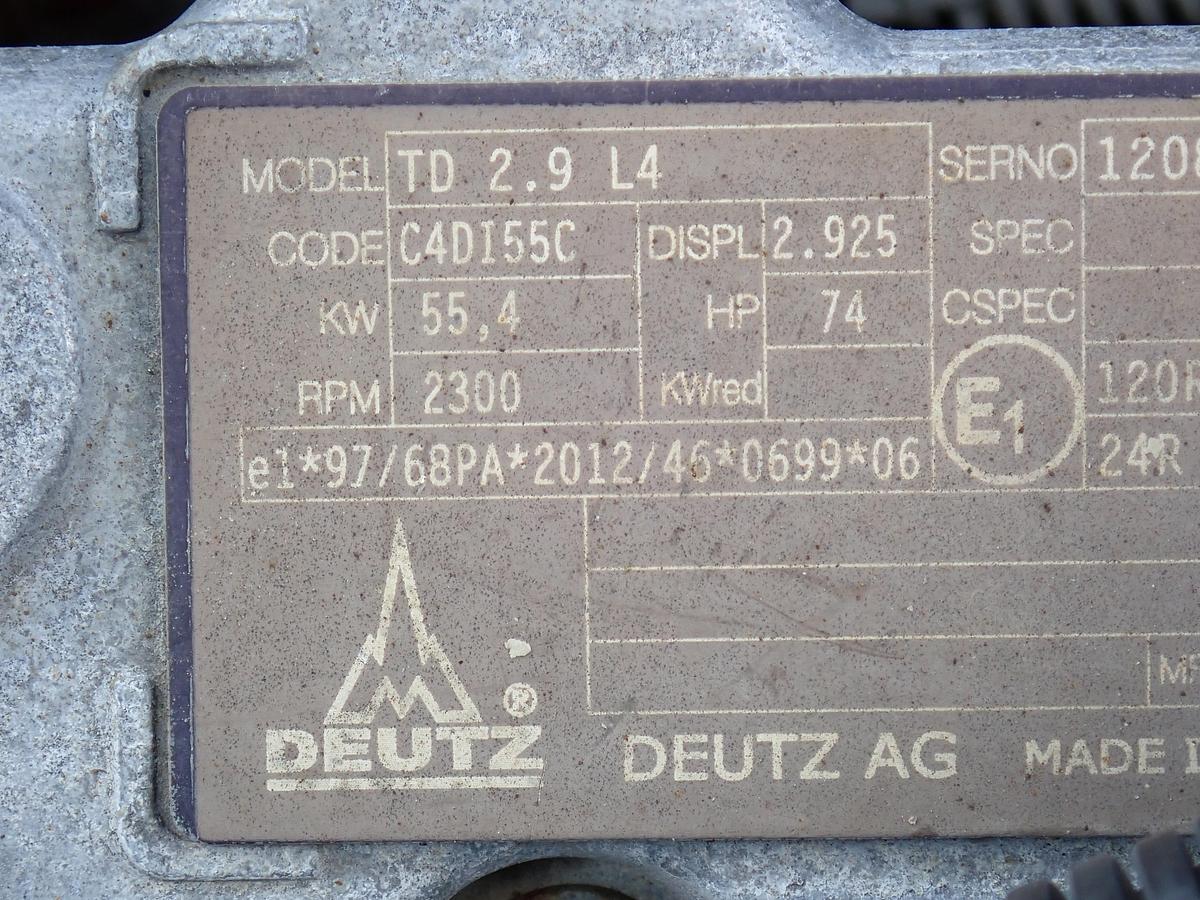 MODEL TD 2.9 L4 SERNO 1208
CODE C4DI55C DISPL 2.925 SPEC
KW 55,4 HP 74 CSPEC
RPM 2300 KWred E1 120R
e1*97/68PA*2012/46*0699*06 24R
DEUTZ ®
DEUTZ AG MADE